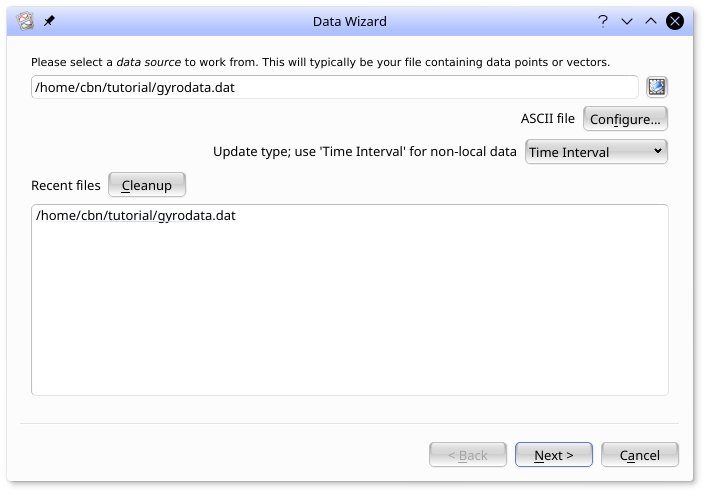 Data Wizard
Please select a data source to work from. This will typically be your file containing data points or vectors.
/home/cbn/tutorial/gyrodata.dat
ASCII file Configure...
Update type; use 'Time Interval' for non-local data Time Interval
Recent files Cleanup
/home/cbn/tutorial/gyrodata.dat
< Back Next > Cancel